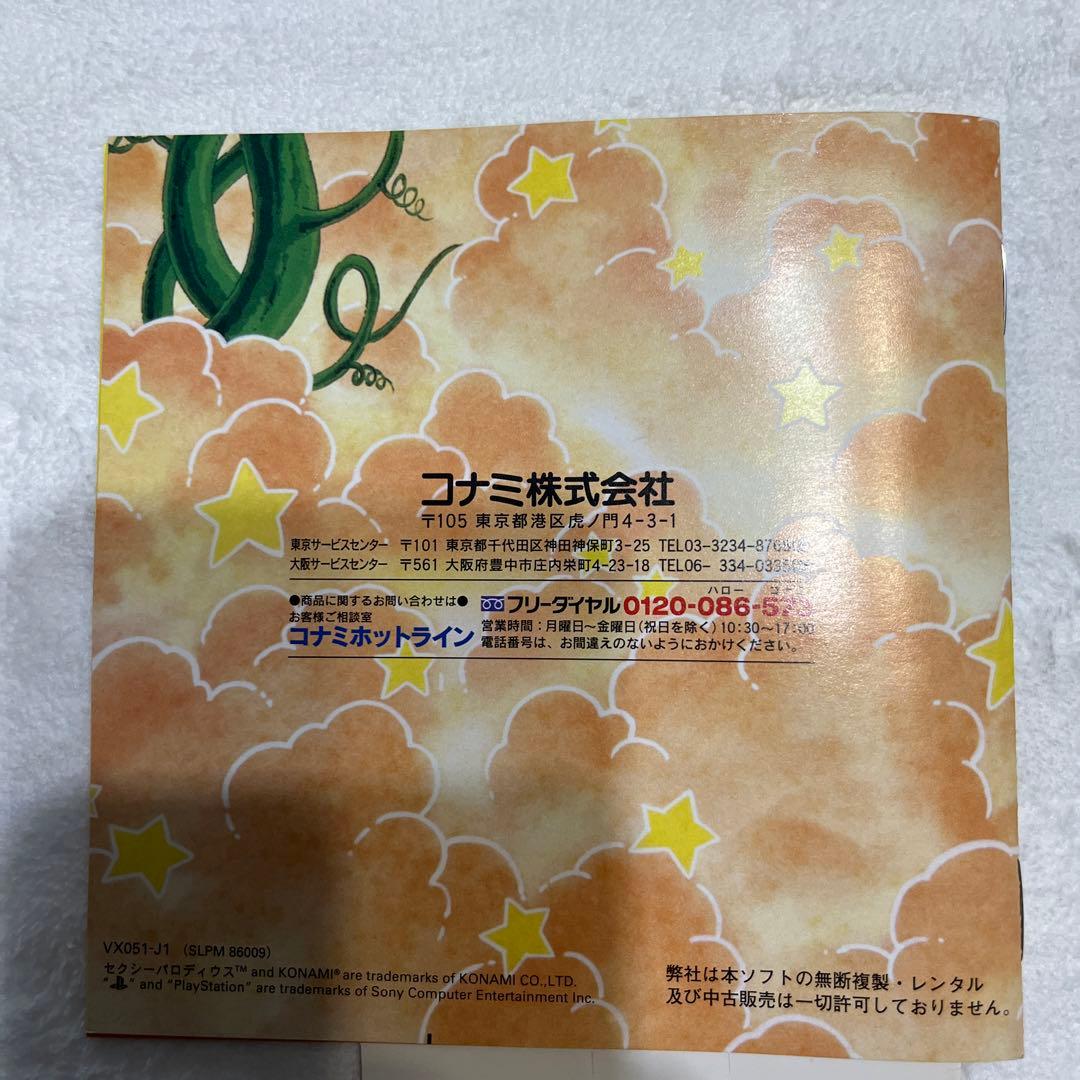 コナミ株式会社
〒105 東京都港区虎ノ門4-3-1
東京サービスセンター 〒101 東京都千代田区神田神保町3-25 TEL03-3234-
大阪サービスセンター 〒561 大阪府豊中市庄内栄町4-23-18 TEL06- 334-
●商品に関するお問い合わせは●
お客様ご相談室
コナミホットライン
ハロー
フリーダイヤル 0120-086-
営業時間：月曜日～金曜日(祝日を除く)10:30～17:00
電話番号は、お間違えのないようにおかけください。
VX051-J1 (SLPM 86009)
セクシーパロディウス™ and KONAMI® are trademarks of KONAMI CO.,LTD.
" " and "PlayStation" are trademarks of Sony Computer Entertainment Inc.
弊社は本ソフトの無断複製・レンタル
及び中古販売は一切許可しておりません。